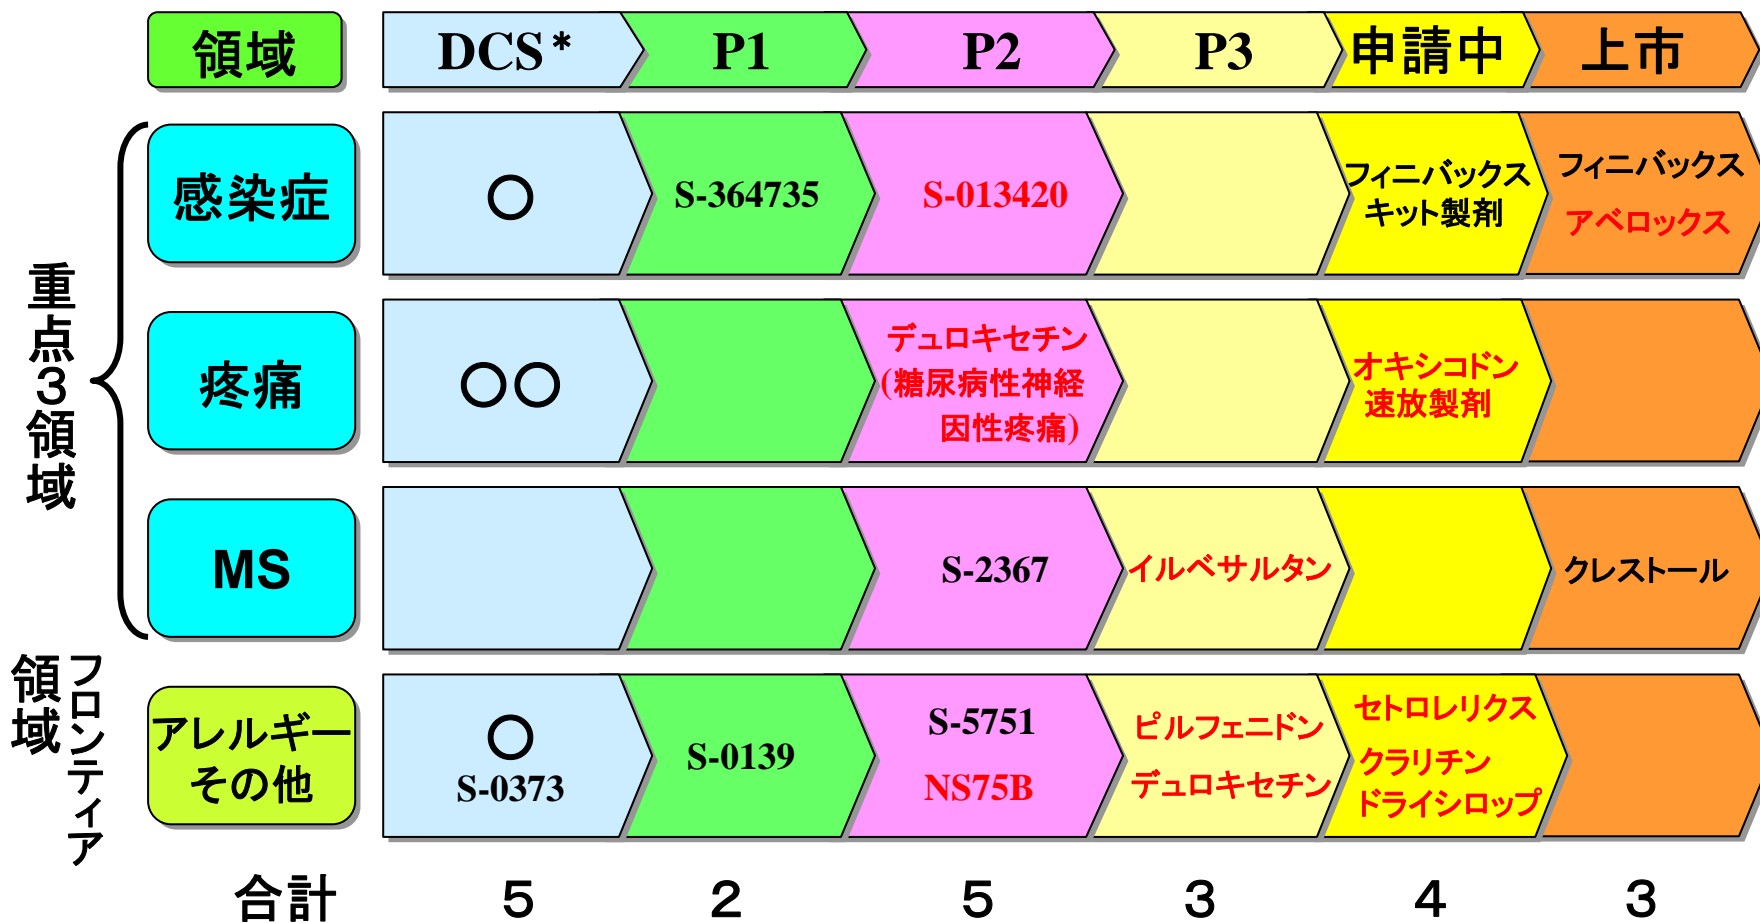 領域
DCS*
P1
P2
P3
申請中
上市
重点3領域
感染症
○
S-364735
S-013420
フィニバックス
キット製剤
フィニバックス
アベロックス
疼痛
○○
デュロキセチン
(糖尿病性神経
因性疼痛)
オキシコドン
速放製剤
MS
S-2367
イルベサルタン
クレストール
フロンティア
領域
アレルギー
その他
○
S-0373
S-0139
S-5751
NS75B
ピルフェニドン
デュロキセチン
セトロレリクス
クラリチン
ドライシロップ
合計
5
2
5
3
4
3